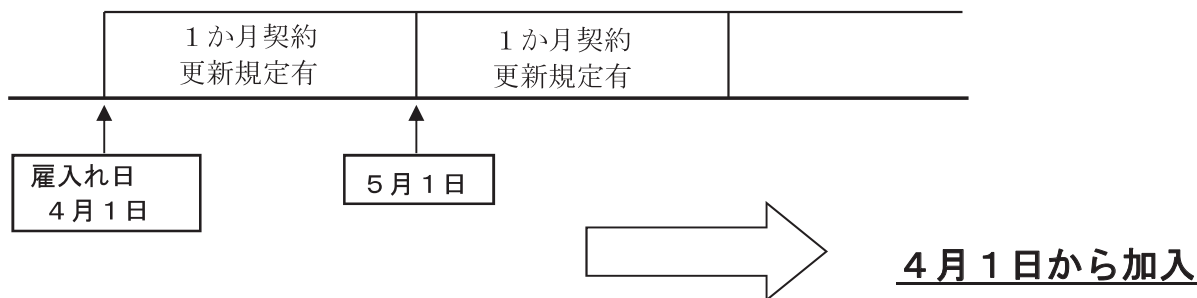 １か月契約
更新規定有
１か月契約
更新規定有
雇入れ日
４月１日
５月１日
４月１日から加入